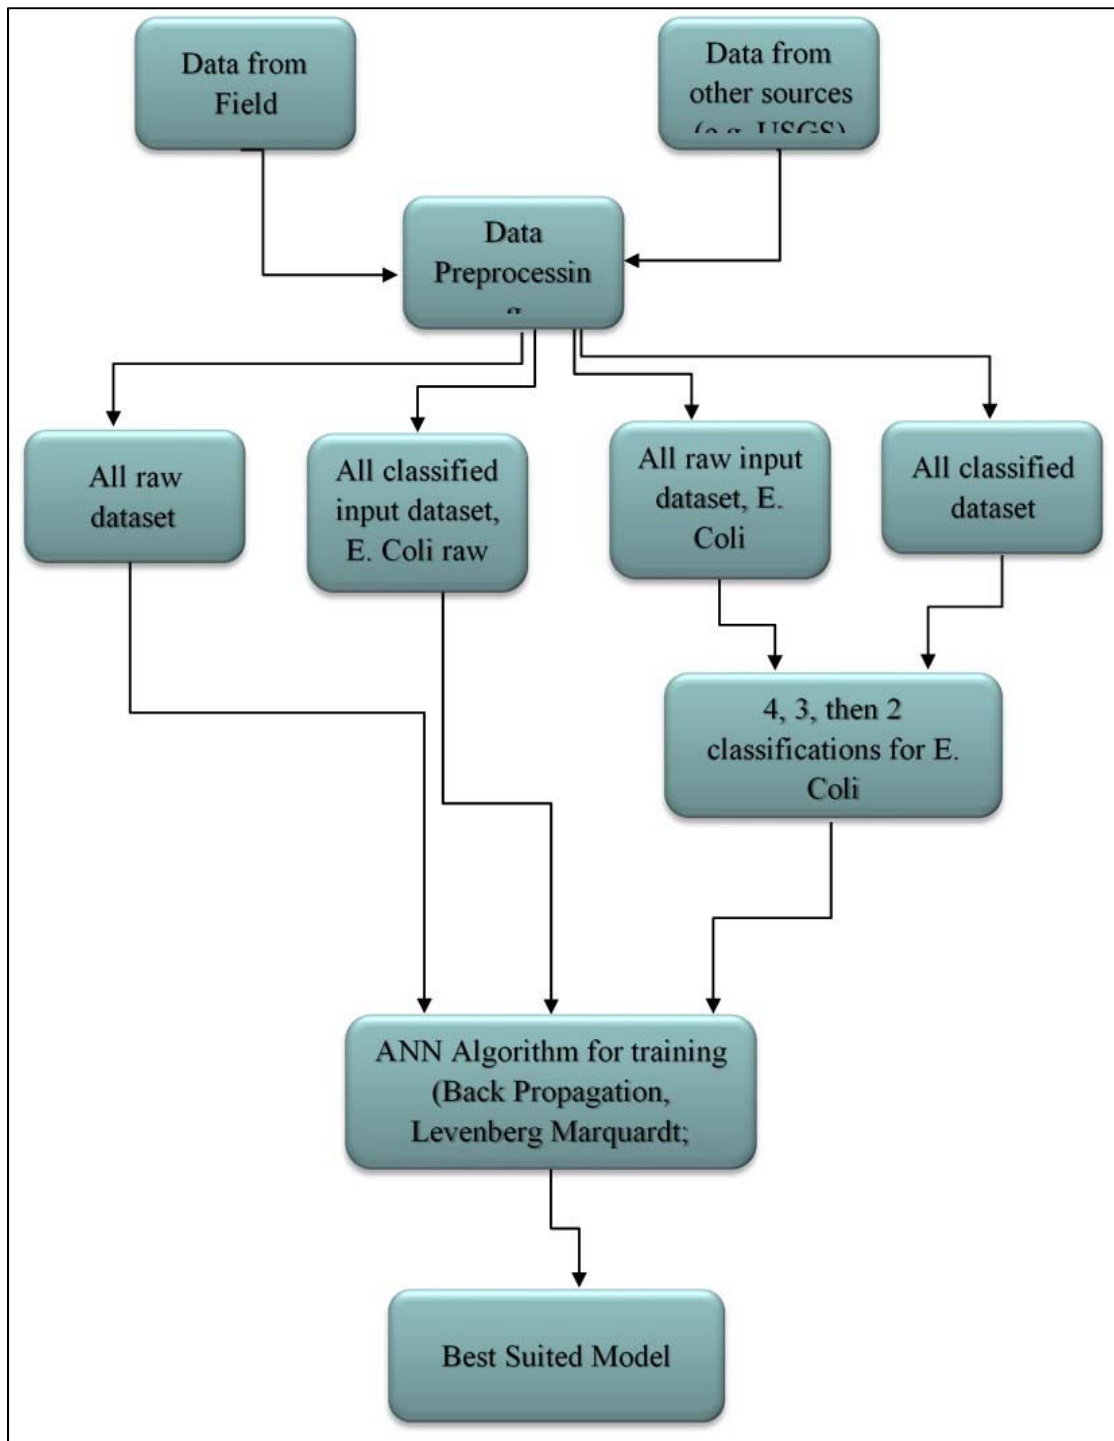 Data from
Field
Data from
other sources
(e.g. USGS)
Data
Preprocessin
g
All raw
dataset
All classified
input dataset,
E. Coli raw
All raw input
dataset, E.
Coli
All classified
dataset
4, 3, then 2
classifications for E.
Coli
ANN Algorithm for training
(Back Propagation,
Levenberg Marquardt;
Best Suited Model